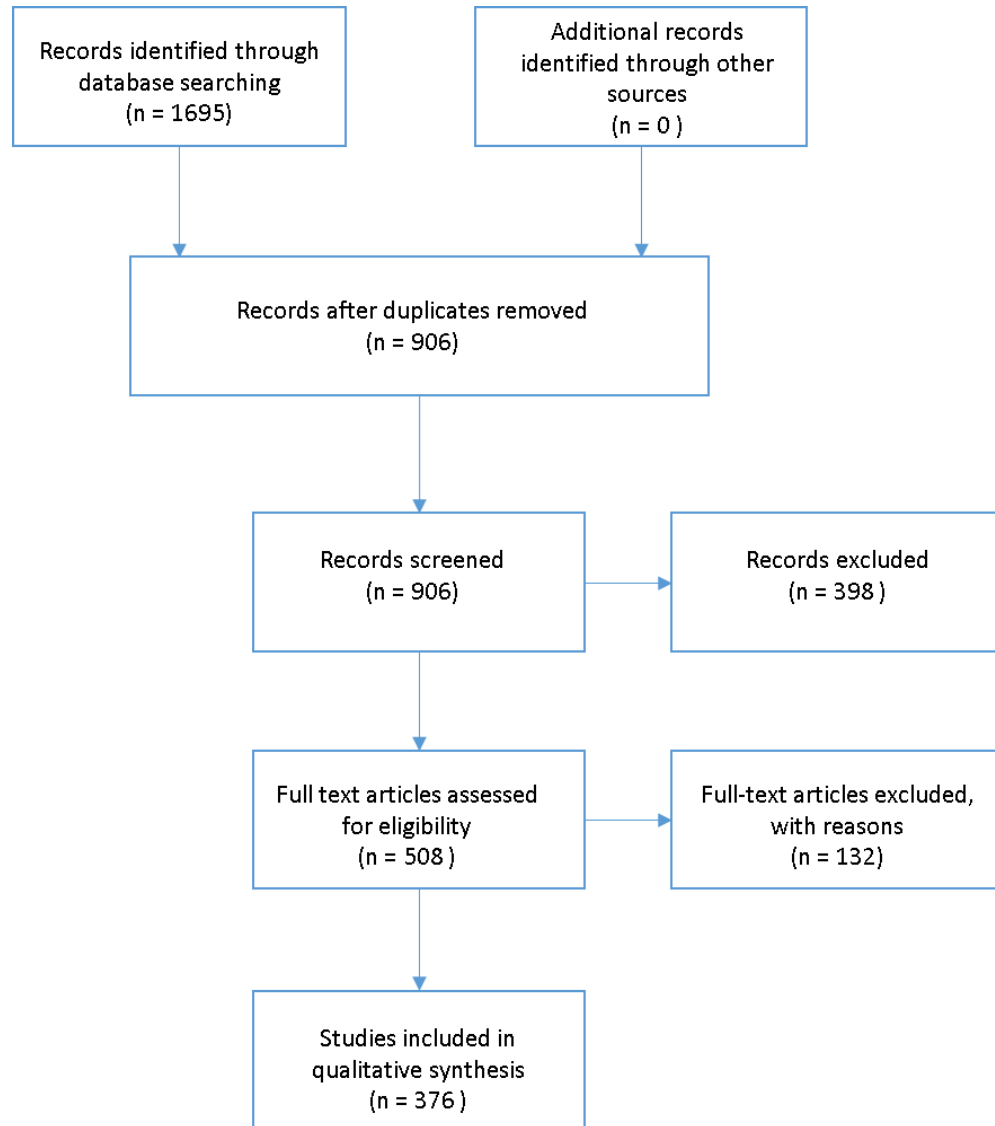 Records identified through
database searching
(n = 1695)
Additional records
identified through other
sources
(n = 0 )
Records after duplicates removed
(n = 906)
Records screened
(n = 906)
Records excluded
(n = 398 )
Full text articles assessed
for eligibility
(n = 508 )
Full-text articles excluded,
with reasons
(n = 132)
Studies included in
qualitative synthesis
(n = 376 )